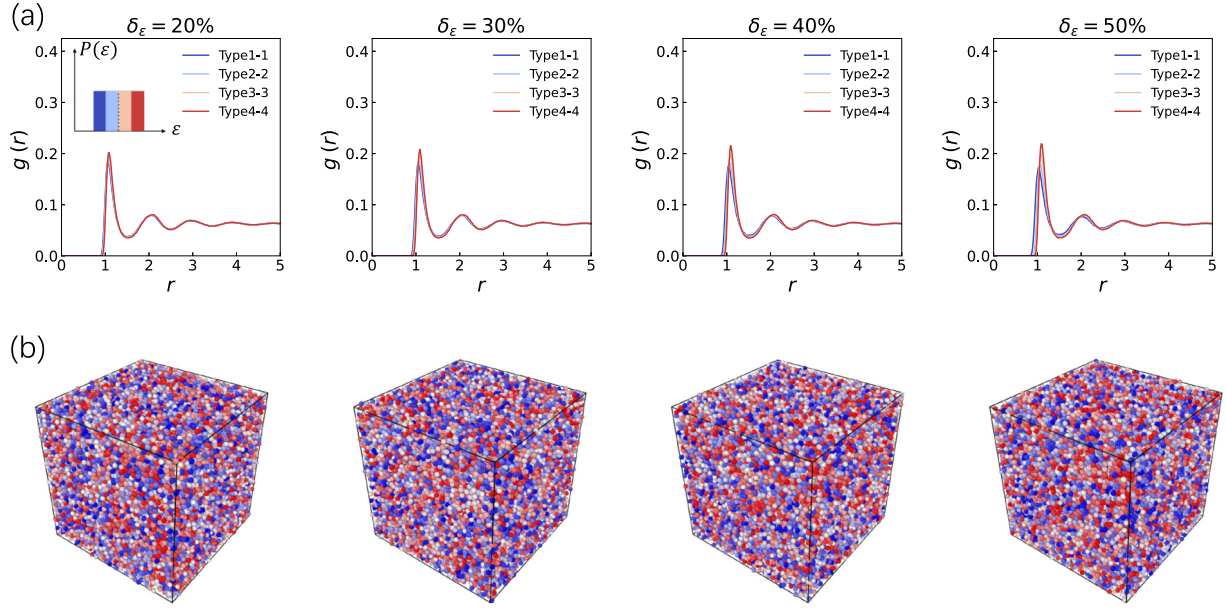 (a)
δε = 20%
δε = 30%
δε = 40%
δε = 50%
0.4
0.3
0.2
0.1
0.0
g (r)
P(ε)
ε
Type1-1
Type2-2
Type3-3
Type4-4
0 1 2 3 4 5
r
0.4
0.3
0.2
0.1
0.0
g (r)
Type1-1
Type2-2
Type3-3
Type4-4
0 1 2 3 4 5
r
0.4
0.3
0.2
0.1
0.0
g (r)
Type1-1
Type2-2
Type3-3
Type4-4
0 1 2 3 4 5
r
0.4
0.3
0.2
0.1
0.0
g (r)
Type1-1
Type2-2
Type3-3
Type4-4
0 1 2 3 4 5
r
(b)